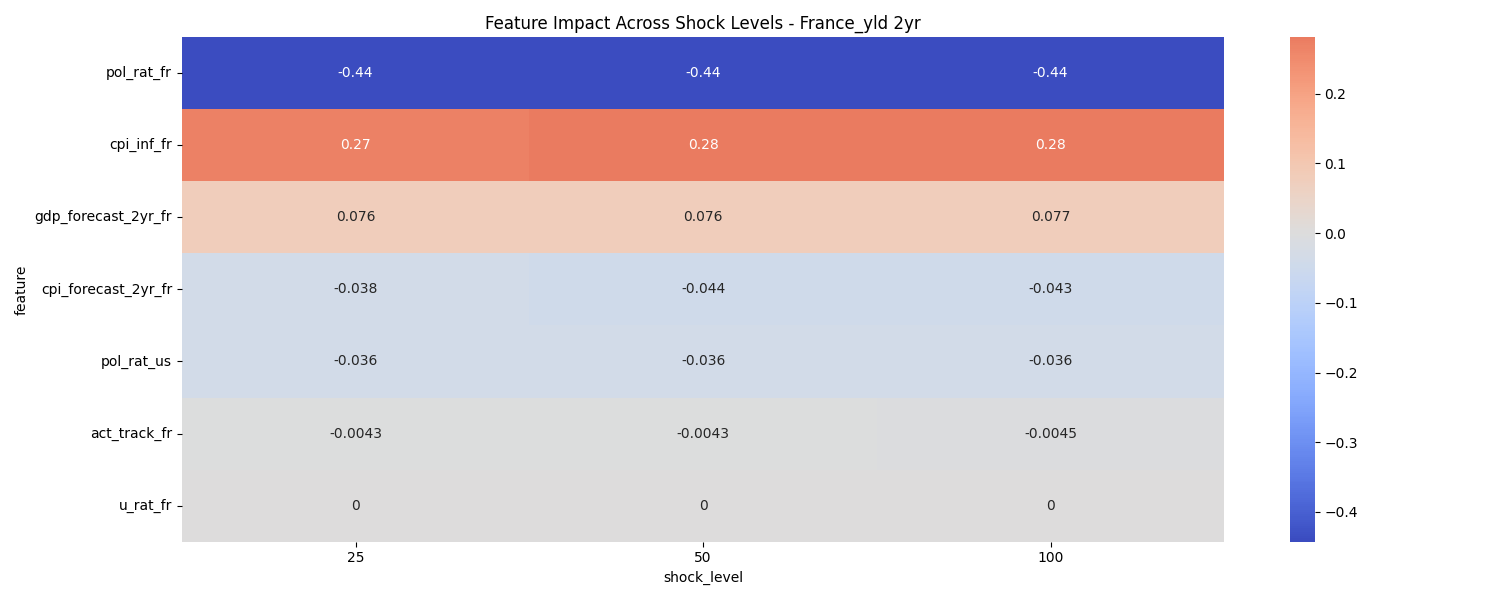 Feature Impact Across Shock Levels - France_yld 2yr
feature
pol_rat_fr -0.44 -0.44 -0.44
cpi_inf_fr 0.27 0.28 0.28
gdp_forecast_2yr_fr 0.076 0.076 0.077
cpi_forecast_2yr_fr -0.038 -0.044 -0.043
pol_rat_us -0.036 -0.036 -0.036
act_track_fr -0.0043 -0.0043 -0.0045
u_rat_fr 0 0 0
25 50 100
shock_level
0.2
0.1
0.0
−0.1
−0.2
−0.3
−0.4